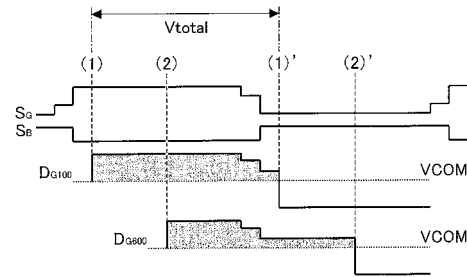 Vtotal
(1) (2) (1)' (2)'
SG
SB
DG100 VCOM
DG600 VCOM